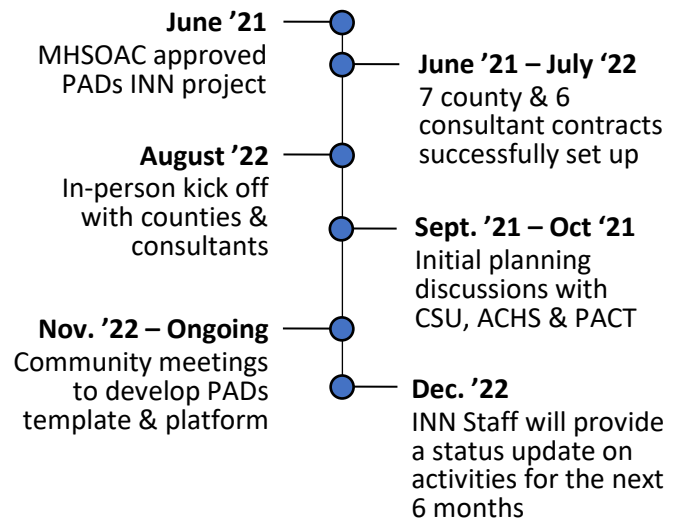 June ’21
MHSOAC approved
PADs INN project
June ’21 – July ‘22
7 county & 6
consultant contracts
successfully set up
August ’22
In-person kick off
with counties &
consultants
Sept. ’21 – Oct ‘21
Initial planning
discussions with
CSU, ACHS & PACT
Nov. ’22 – Ongoing
Community meetings
to develop PADs
template & platform
Dec. ’22
INN Staff will provide
a status update on
activities for the next
6 months